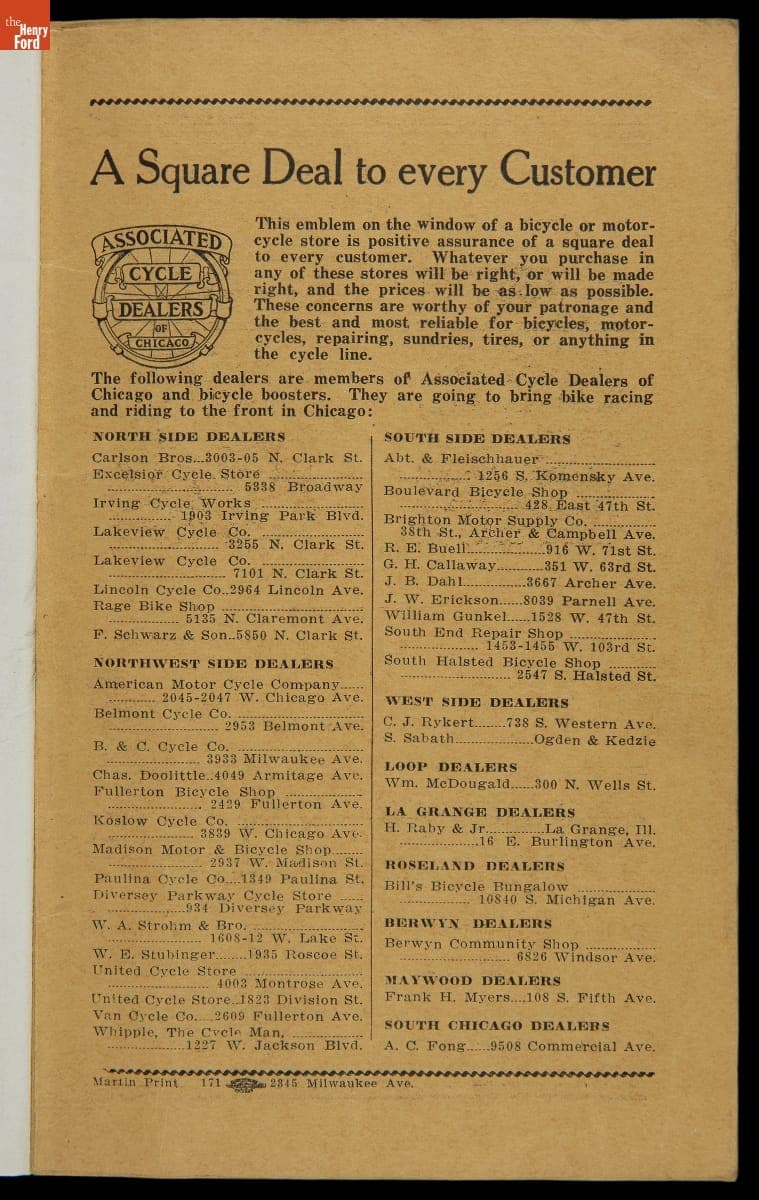 the
Henry
Ford
A Square Deal to every Customer
ASSOCIATED
CYCLE
DEALERS
OF
CHICAGO
This emblem on the window of a bicycle or motor-
cycle store is positive assurance of a square deal
to every customer. Whatever you purchase in
any of these stores will be right, or will be made
right, and the prices will be as low as possible.
These concerns are worthy of your patronage and
the best and most reliable for bicycles, motor-
cycles, repairing, sundries, tires, or anything in
the cycle line.
The following dealers are members of Associated Cycle Dealers of
Chicago and bicycle boosters. They are going to bring bike racing
and riding to the front in Chicago:
NORTH SIDE DEALERS
Carlson Bros...3003-05 N. Clark St.
Excelsior Cycle Store ....................
.......................... 5338 Broadway
Irving Cycle Works ......................
............... 1903 Irving Park Blvd.
Lakeview Cycle Co. ......................
......................... 3255 N. Clark St.
Lakeview Cycle Co. ......................
.......................... 7101 N. Clark St.
Lincoln Cycle Co..2964 Lincoln Ave.
Rage Bike Shop ..............................
................. 5135 N. Claremont Ave.
F. Schwarz & Son..5850 N. Clark St.
NORTHWEST SIDE DEALERS
American Motor Cycle Company......
............ 2045-2047 W. Chicago Ave.
Belmont Cycle Co. ..........................
......................... 2953 Belmont Ave.
B. & C. Cycle Co. ..........................
.................... 3933 Milwaukee Ave.
Chas. Doolittle..4049 Armitage Ave.
Fullerton Bicycle Shop ..................
..................... 2429 Fullerton Ave.
Koslow Cycle Co. ..........................
................... 3839 W. Chicago Ave.
Madison Motor & Bicycle Shop........
..................... 2937 W. Madison St.
Paulina Cycle Co....1349 Paulina St.
Diversey Parkway Cycle Store .....
..................934 Diversey Parkway
W. A. Strohm & Bro. ........................
..................... 1608-12 W. Lake St.
W. E. Stubinger........1935 Roscoe St.
United Cycle Store ..........................
....................... 4003 Montrose Ave.
United Cycle Store..1823 Division St.
Van Cycle Co.....2609 Fullerton Ave.
Whipple, The Cycle Man, ................
..................1227 W. Jackson Blvd.
SOUTH SIDE DEALERS
Abt. & Fleischhauer ........................
................ 1256 S. Komensky Ave.
Boulevard Bicycle Shop ..................
........................... 428 East 47th St.
Brighton Motor Supply Co. ..............
38th St., Archer & Campbell Ave.
R. E. Buell..................916 W. 71st St.
G. H. Callaway............351 W. 63rd St.
J. B. Dahl................3667 Archer Ave.
J. W. Erickson......8039 Parnell Ave.
William Gunkel......1528 W. 47th St.
South End Repair Shop ....................
.................. 1453-1455 W. 103rd St.
South Halsted Bicycle Shop ............
......................... 2547 S. Halsted St.
WEST SIDE DEALERS
C. J. Rykert........738 S. Western Ave.
S. Sabath....................Ogden & Kedzie
LOOP DEALERS
Wm. McDougald......300 N. Wells St.
LA GRANGE DEALERS
H. Raby & Jr...............La Grange, Ill.
....................16 E. Burlington Ave.
ROSELAND DEALERS
Bill's Bicycle Bungalow ..................
................. 10840 S. Michigan Ave.
BERWYN DEALERS
Berwyn Community Shop ................
......................... 6826 Windsor Ave.
MAYWOOD DEALERS
Frank H. Myers....108 S. Fifth Ave.
SOUTH CHICAGO DEALERS
A. C. Fong......9508 Commercial Ave.
Martin Print 171 2345 Milwaukee Ave.